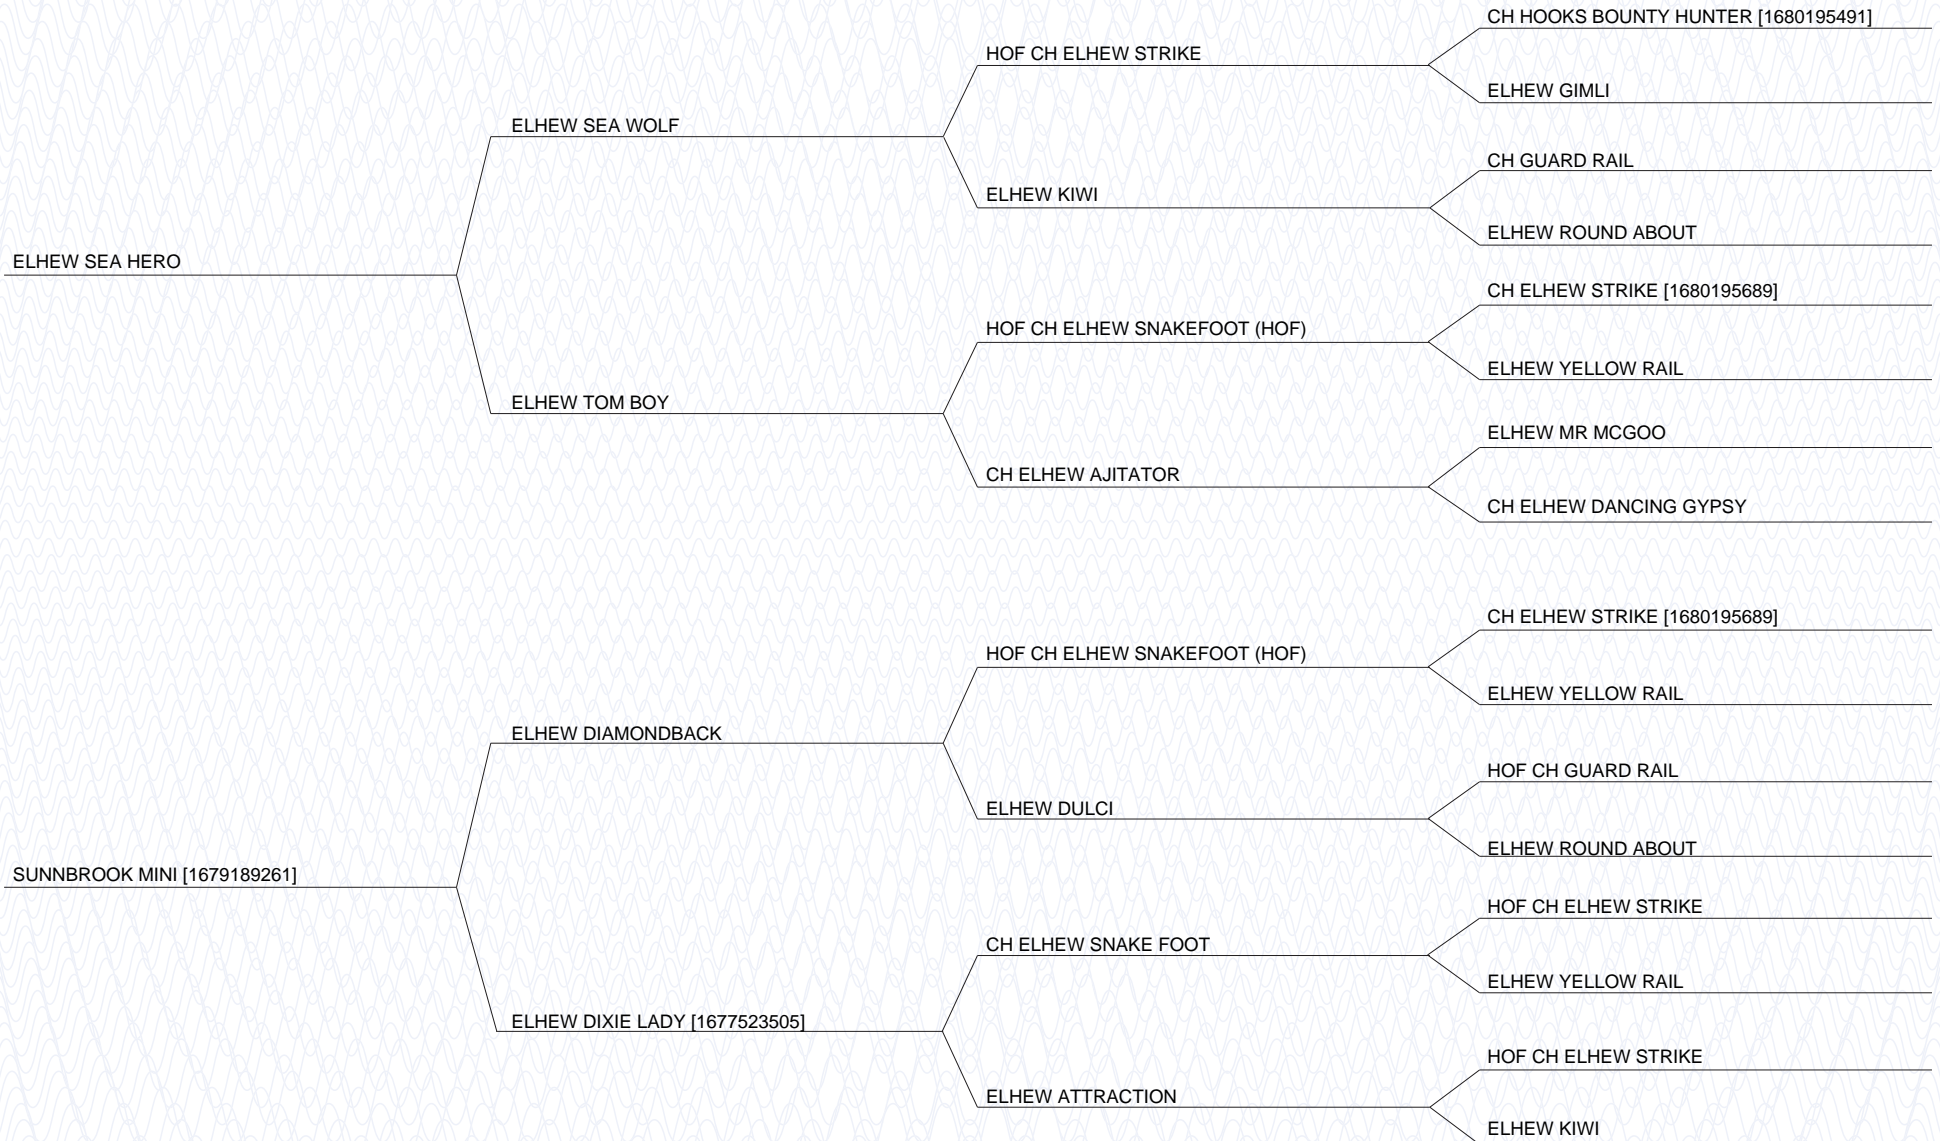 CH HOOKS BOUNTY HUNTER [1680195491]
HOF CH ELHEW STRIKE
ELHEW GIMLI
ELHEW SEA WOLF
CH GUARD RAIL
ELHEW KIWI
ELHEW ROUND ABOUT
ELHEW SEA HERO
CH ELHEW STRIKE [1680195689]
HOF CH ELHEW SNAKEFOOT (HOF)
ELHEW YELLOW RAIL
ELHEW TOM BOY
ELHEW MR MCGOO
CH ELHEW AJITATOR
CH ELHEW DANCING GYPSY
CH ELHEW STRIKE [1680195689]
HOF CH ELHEW SNAKEFOOT (HOF)
ELHEW YELLOW RAIL
ELHEW DIAMONDBACK
HOF CH GUARD RAIL
ELHEW DULCI
ELHEW ROUND ABOUT
SUNNBROOK MINI [1679189261]
HOF CH ELHEW STRIKE
CH ELHEW SNAKE FOOT
ELHEW YELLOW RAIL
ELHEW DIXIE LADY [1677523505]
HOF CH ELHEW STRIKE
ELHEW ATTRACTION
ELHEW KIWI